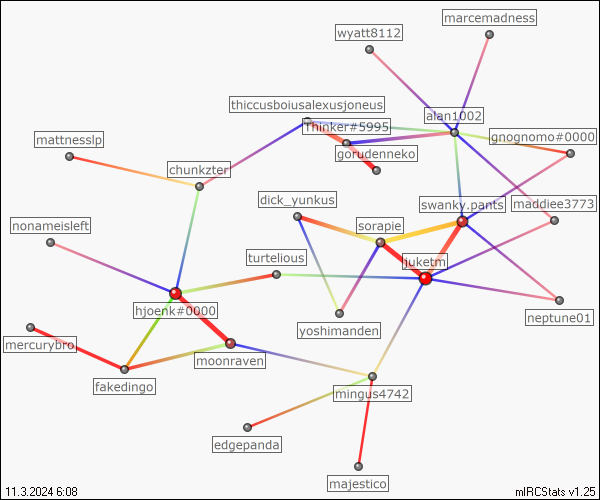 marcemadness
wyatt8112
thiccusboiusalexusjoneus
alan1002
Thinker#5995
gnognomo#0000
mattnesslp
gorudenneko
chunkzter
dick_yunkus
swanky.pants
maddiee3773
nonameisleft
sorapie
turtelious
juketm
hjoenk#0000
neptune01
yoshimanden
mercurybro
moonraven
fakedingo
mingus4742
edgepanda
majestico
11.3.2024 6:08
mIRCStats v1.25